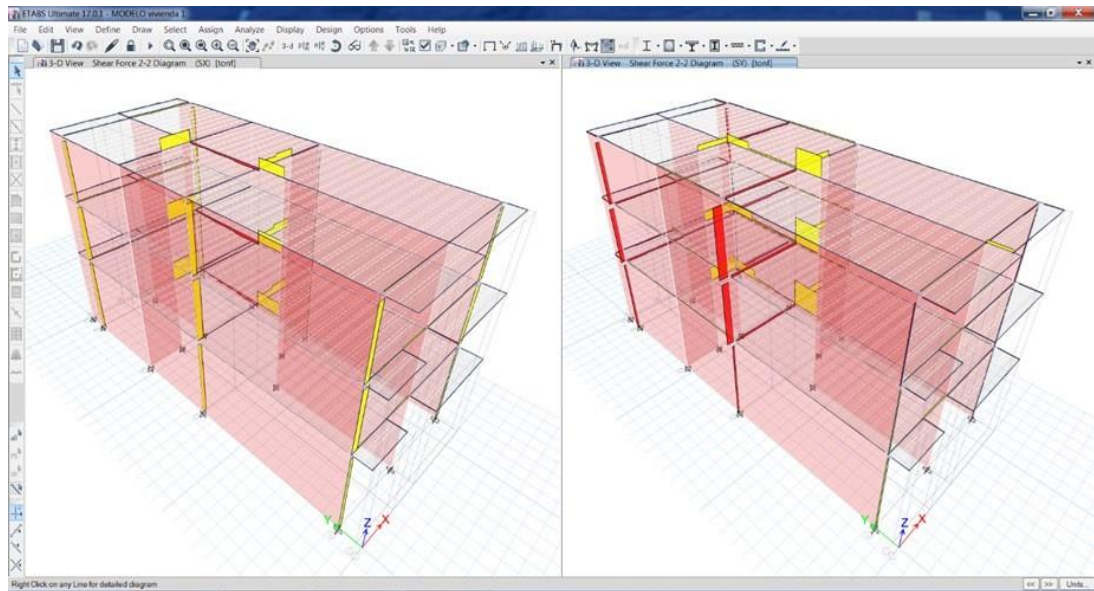 ETABS Ultimate 17.0.1 - MODELO vivienda 1
File Edit View Define Draw Select Assign Analyze Display Design Options Tools Help
3-d
3-D View Shear Force 2-2 Diagram (SX) [tonf]
3-D View Shear Force 2-2 Diagram (SY) [tonf]
Y Z X
Y Z X
Right Click on any Line for detailed diagram
<< >> Units...